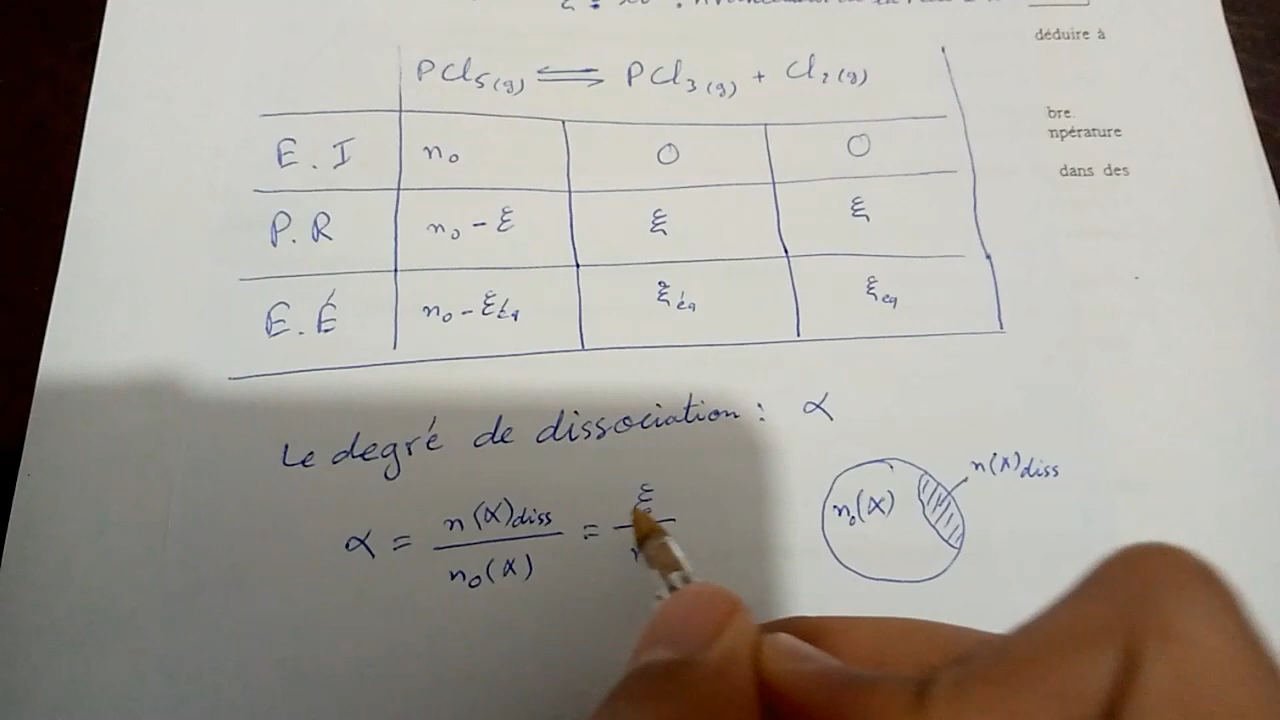 déduire à
PCl₅(g) ⇌ PCl₃(g) + Cl₂(g)
bre.
npérature
E.I n₀ 0 0
dans des
P.R n₀ - ξ ξ ξ
E.É n₀ - ξéq ξéq ξeq
Le degré de dissociation : α
n(X)diss
n₀(X)
α = n(X)diss / n₀(X) = ξ /